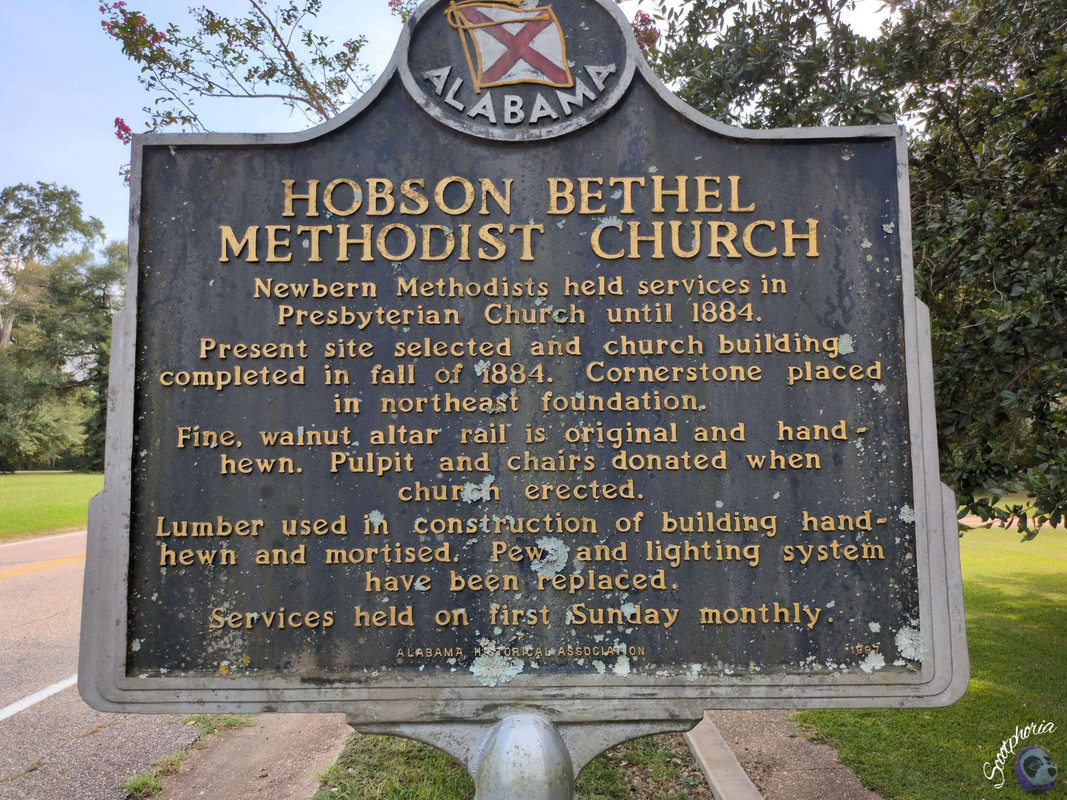 ALABAMA
HOBSON BETHEL
METHODIST CHURCH
Newbern Methodists held services in
Presbyterian Church until 1884.
Present site selected and church building
completed in fall of 1884. Cornerstone placed
in northeast foundation.
Fine, walnut altar rail is original and hand-
hewn. Pulpit and chairs donated when
church erected.
Lumber used in construction of building hand-
hewn and mortised. Pews and lighting system
have been replaced.
Services held on first Sunday monthly.
ALABAMA HISTORICAL ASSOCIATION 1997
Scottphoria